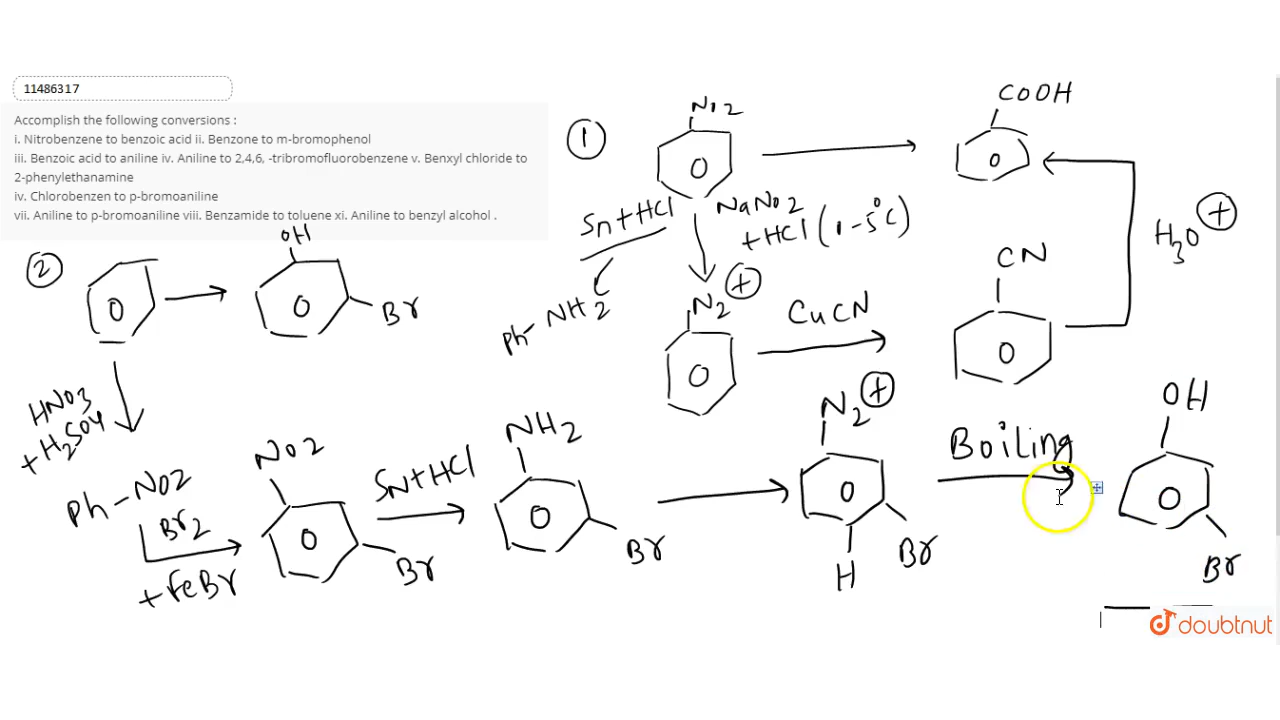 11486317
Accomplish the following conversions :
i. Nitrobenzene to benzoic acid ii. Benzone to m-bromophenol
iii. Benzoic acid to aniline iv. Aniline to 2,4,6, -tribromofluorobenzene v. Benxyl chloride to
2-phenylethanamine
iv. Chlorobenzen to p-bromoaniline
vii. Aniline to p-bromoaniline viii. Benzamide to toluene xi. Aniline to benzyl alcohol .
1
COOH
Sn+HCl
NaNO2
+HCl (1-5°C)
Ph-NH2
N2 +
CuCN
CN
H3O +
2
OH
Br
HNO3
+H2SO4
Ph-NO2
Br2
+FeBr
NO2
Br
SN+HCl
NH2
Br
N2 +
Br
H
Boiling
OH
Br
doubtnut